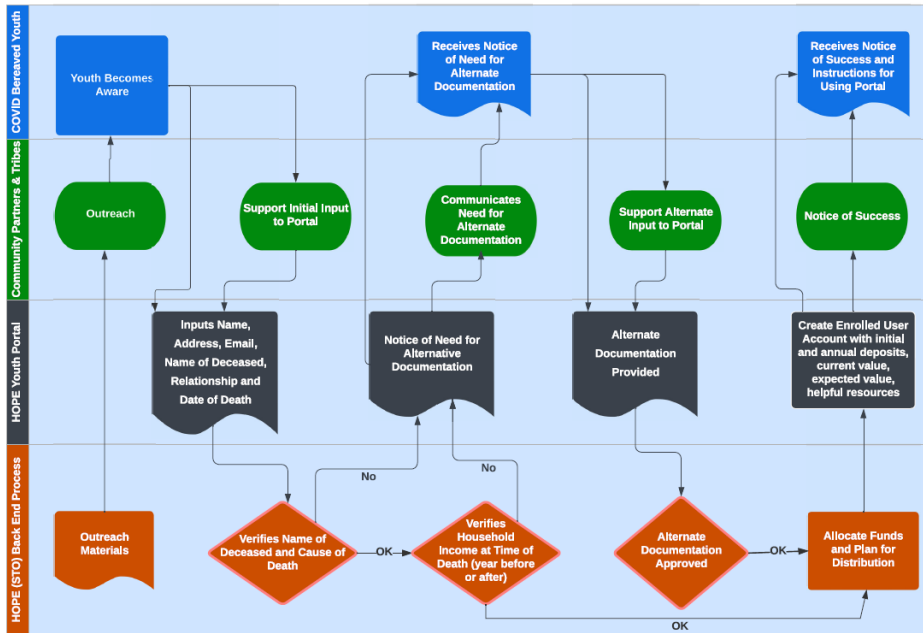 COVID Bereaved Youth
Youth Becomes
Aware
Receives Notice
of Need for
Alternate
Documentation
Receives Notice
of Success and
Instructions for
Using Portal
Community Partners & Tribes
Outreach
Support Initial Input
to Portal
Communicates
Need for
Alternate
Documentation
Support Alternate
Input to Portal
Notice of Success
HOPE Youth Portal
Inputs Name,
Address, Email,
Name of Deceased,
Relationship and
Date of Death
Notice of Need for
Alternative
Documentation
Alternate
Documentation
Provided
Create Enrolled User
Account with initial
and annual deposits,
current value,
expected value,
helpful resources
HOPE (STO) Back End Process
Outreach
Materials
Verifies Name of
Deceased and Cause of
Death
No
OK
Verifies
Household
Income at Time of
Death (year before
or after)
No
OK
Alternate
Documentation
Approved
OK
Allocate Funds
and Plan for
Distribution